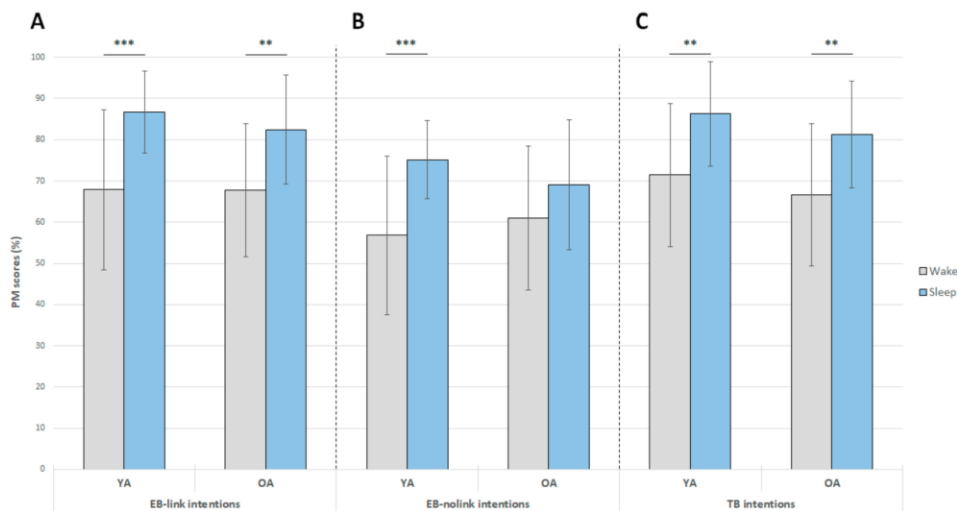 A
B
C
***
**
***
**
**
100
90
80
70
60
50
40
30
20
10
0
PM scores (%)
Wake
Sleep
YA
OA
YA
OA
YA
OA
EB-link intentions
EB-nolink intentions
TB intentions